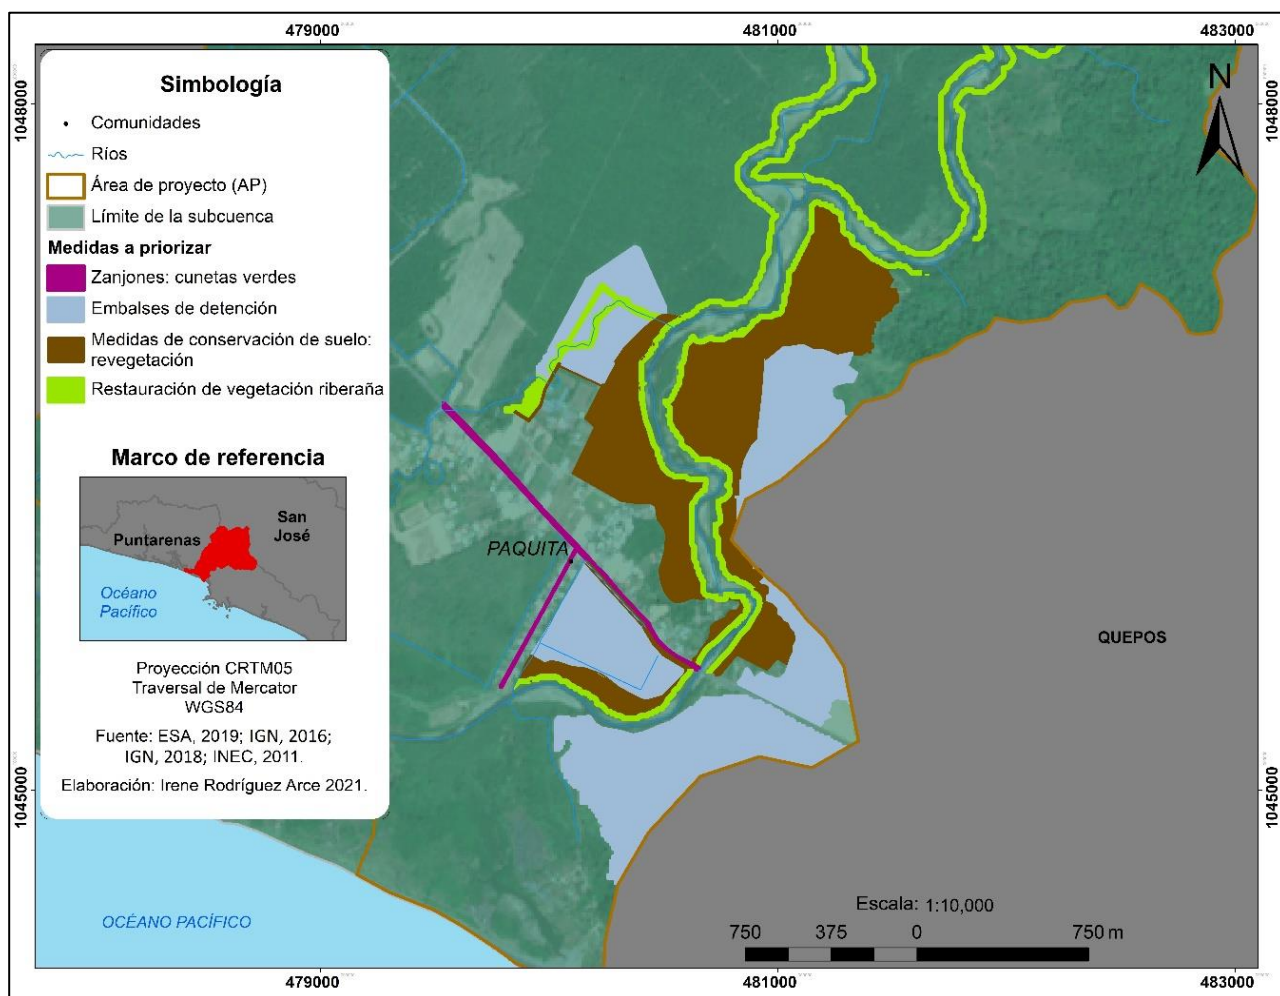 479000
481000
483000
1048000
1048000
Simbología
Comunidades
Ríos
Área de proyecto (AP)
Límite de la subcuenca
Medidas a priorizar
Zanjones: cunetas verdes
Embalses de detención
Medidas de conservación de suelo:
revegetación
Restauración de vegetación riberaña
Marco de referencia
San
José
Puntarenas
Océano
Pacífico
Proyección CRTM05
Traversal de Mercator
WGS84
Fuente: ESA, 2019; IGN, 2016;
IGN, 2018; INEC, 2011.
Elaboración: Irene Rodríguez Arce 2021.
N
PAQUITA
QUEPOS
1045000
1045000
OCÉANO PACÍFICO
Escala: 1:10,000
750 375 0 750 m
479000
481000
483000